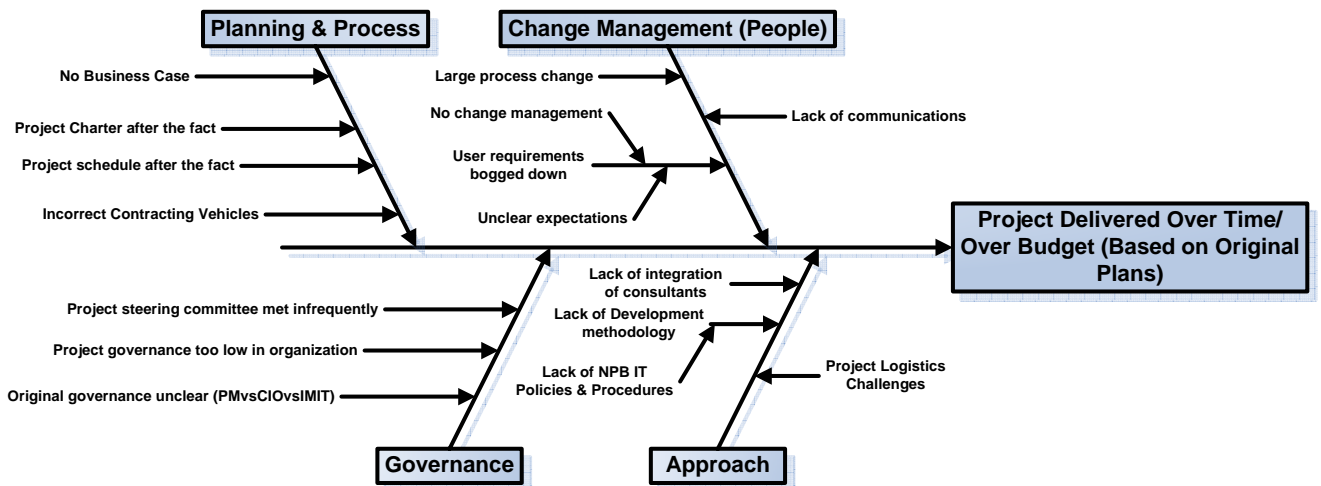 Planning & Process
Change Management (People)
No Business Case
Project Charter after the fact
Project schedule after the fact
Incorrect Contracting Vehicles
Large process change
No change management
Lack of communications
User requirements
bogged down
Unclear expectations
Project Delivered Over Time/
Over Budget (Based on Original
Plans)
Project steering committee met infrequently
Project governance too low in organization
Original governance unclear (PMvsCIOvsIMIT)
Lack of integration
of consultants
Lack of Development
methodology
Lack of NPB IT
Policies & Procedures
Project Logistics
Challenges
Governance
Approach